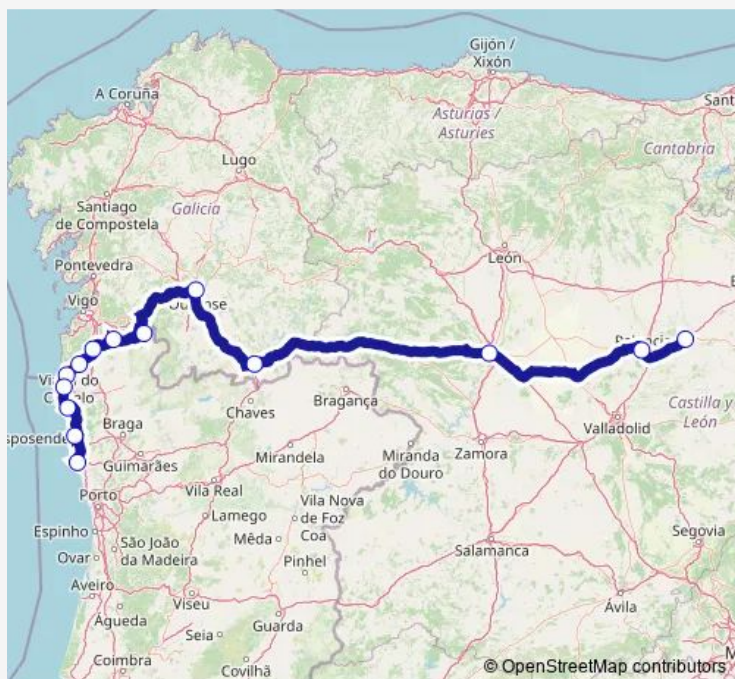 Gijón /
Xixón
A Coruña
Sant
Asturias /
Asturies
Cantabria
Lugo
Santiago
de Compostela
Galicia
León
Pontevedra
Vigo
Chaves
Bragança
Valladolid
Castilla y
León
Braga
Guimarães
Mirandela
Miranda
do Douro
Zamora
Vila Real
Porto
Lamego
Vila Nova
de Foz
Coa
Espinho
São João
da Madeira
Mêda
Segovia
Ovar
Pinhel
Salamanca
Aveiro
Viseu
Ávila
Águeda
Guarda
Seia
Coimbra
Covilhã
© OpenStreetMap contributors